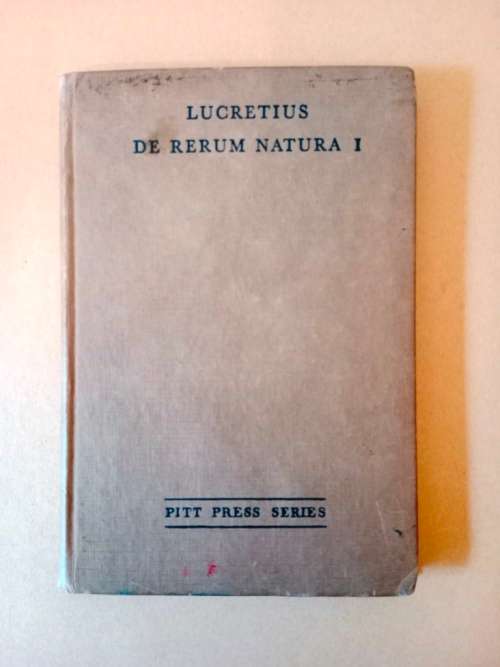 LUCRETIUS
DE RERUM NATURA I
PITT PRESS SERIES